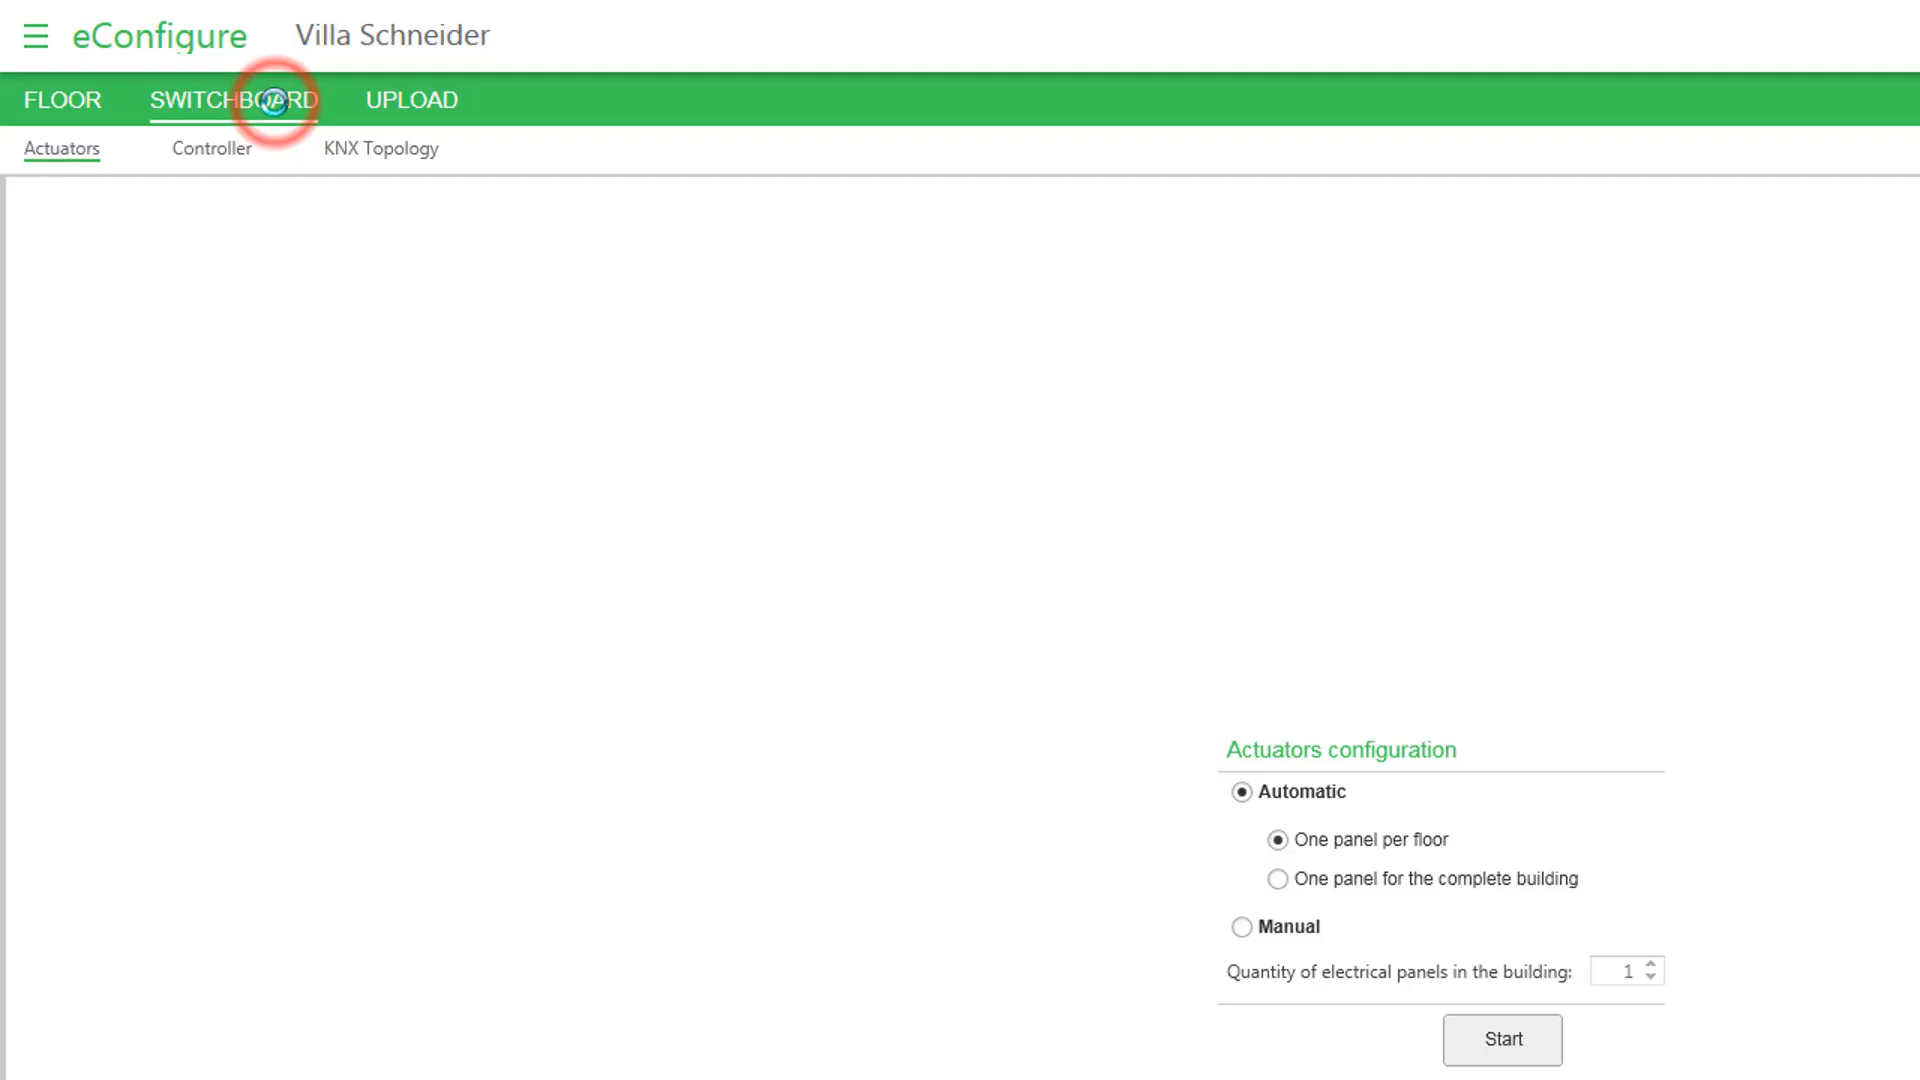 eConfigure Villa Schneider
FLOOR SWITCHBOARD UPLOAD
Actuators Controller KNX Topology
Actuators configuration
Automatic
One panel per floor
One panel for the complete building
Manual
Quantity of electrical panels in the building: 1
Start